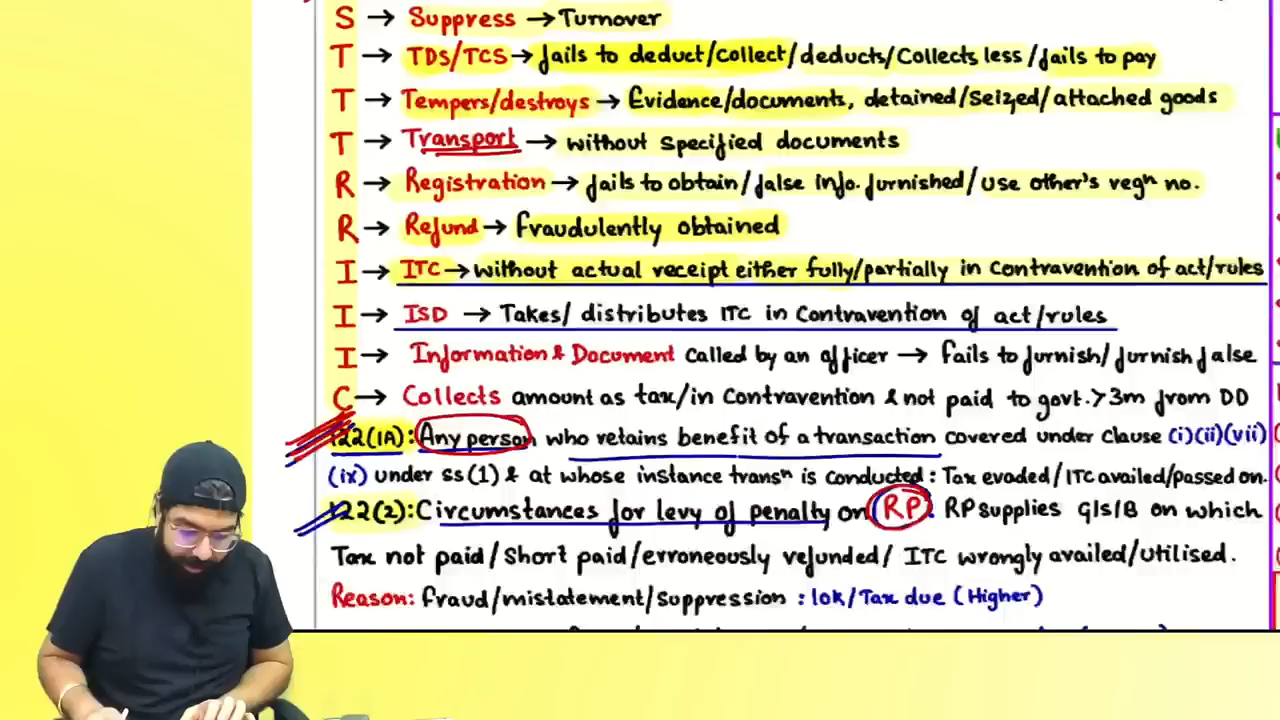 S → Suppress → Turnover
T → TDS/TCS → fails to deduct/collect/deducts/Collects less/fails to pay
T → Tempers/destroys → Evidence/documents, detained/Seized/attached goods
T → Transport → without specified documents
R → Registration → fails to obtain/false info. furnished/use other's regⁿ no.
R → Refund → fraudulently obtained
I → ITC → without actual receipt either fully/partially in Contravention of act/rules
I → ISD → Takes/distributes ITC in Contravention of act/rules
I → Information & Document called by an officer → fails to furnish/furnish false
C → Collects amount as tax/in Contravention & not paid to govt. > 3m from DD
122(1A): Any person who retains benefit of a transaction covered under Clause (i)(ii)(vii)
(ix) under ss(1) & at whose instance transⁿ is conducted: Tax evaded/ITC availed/passed on.
122(2): Circumstances for levy of penalty on RP: RP supplies G/S/B on which
Tax not paid/Short paid/erroneously refunded/ITC wrongly availed/utilised.
Reason: fraud/mistatement/suppression : 10k/Tax due (Higher)